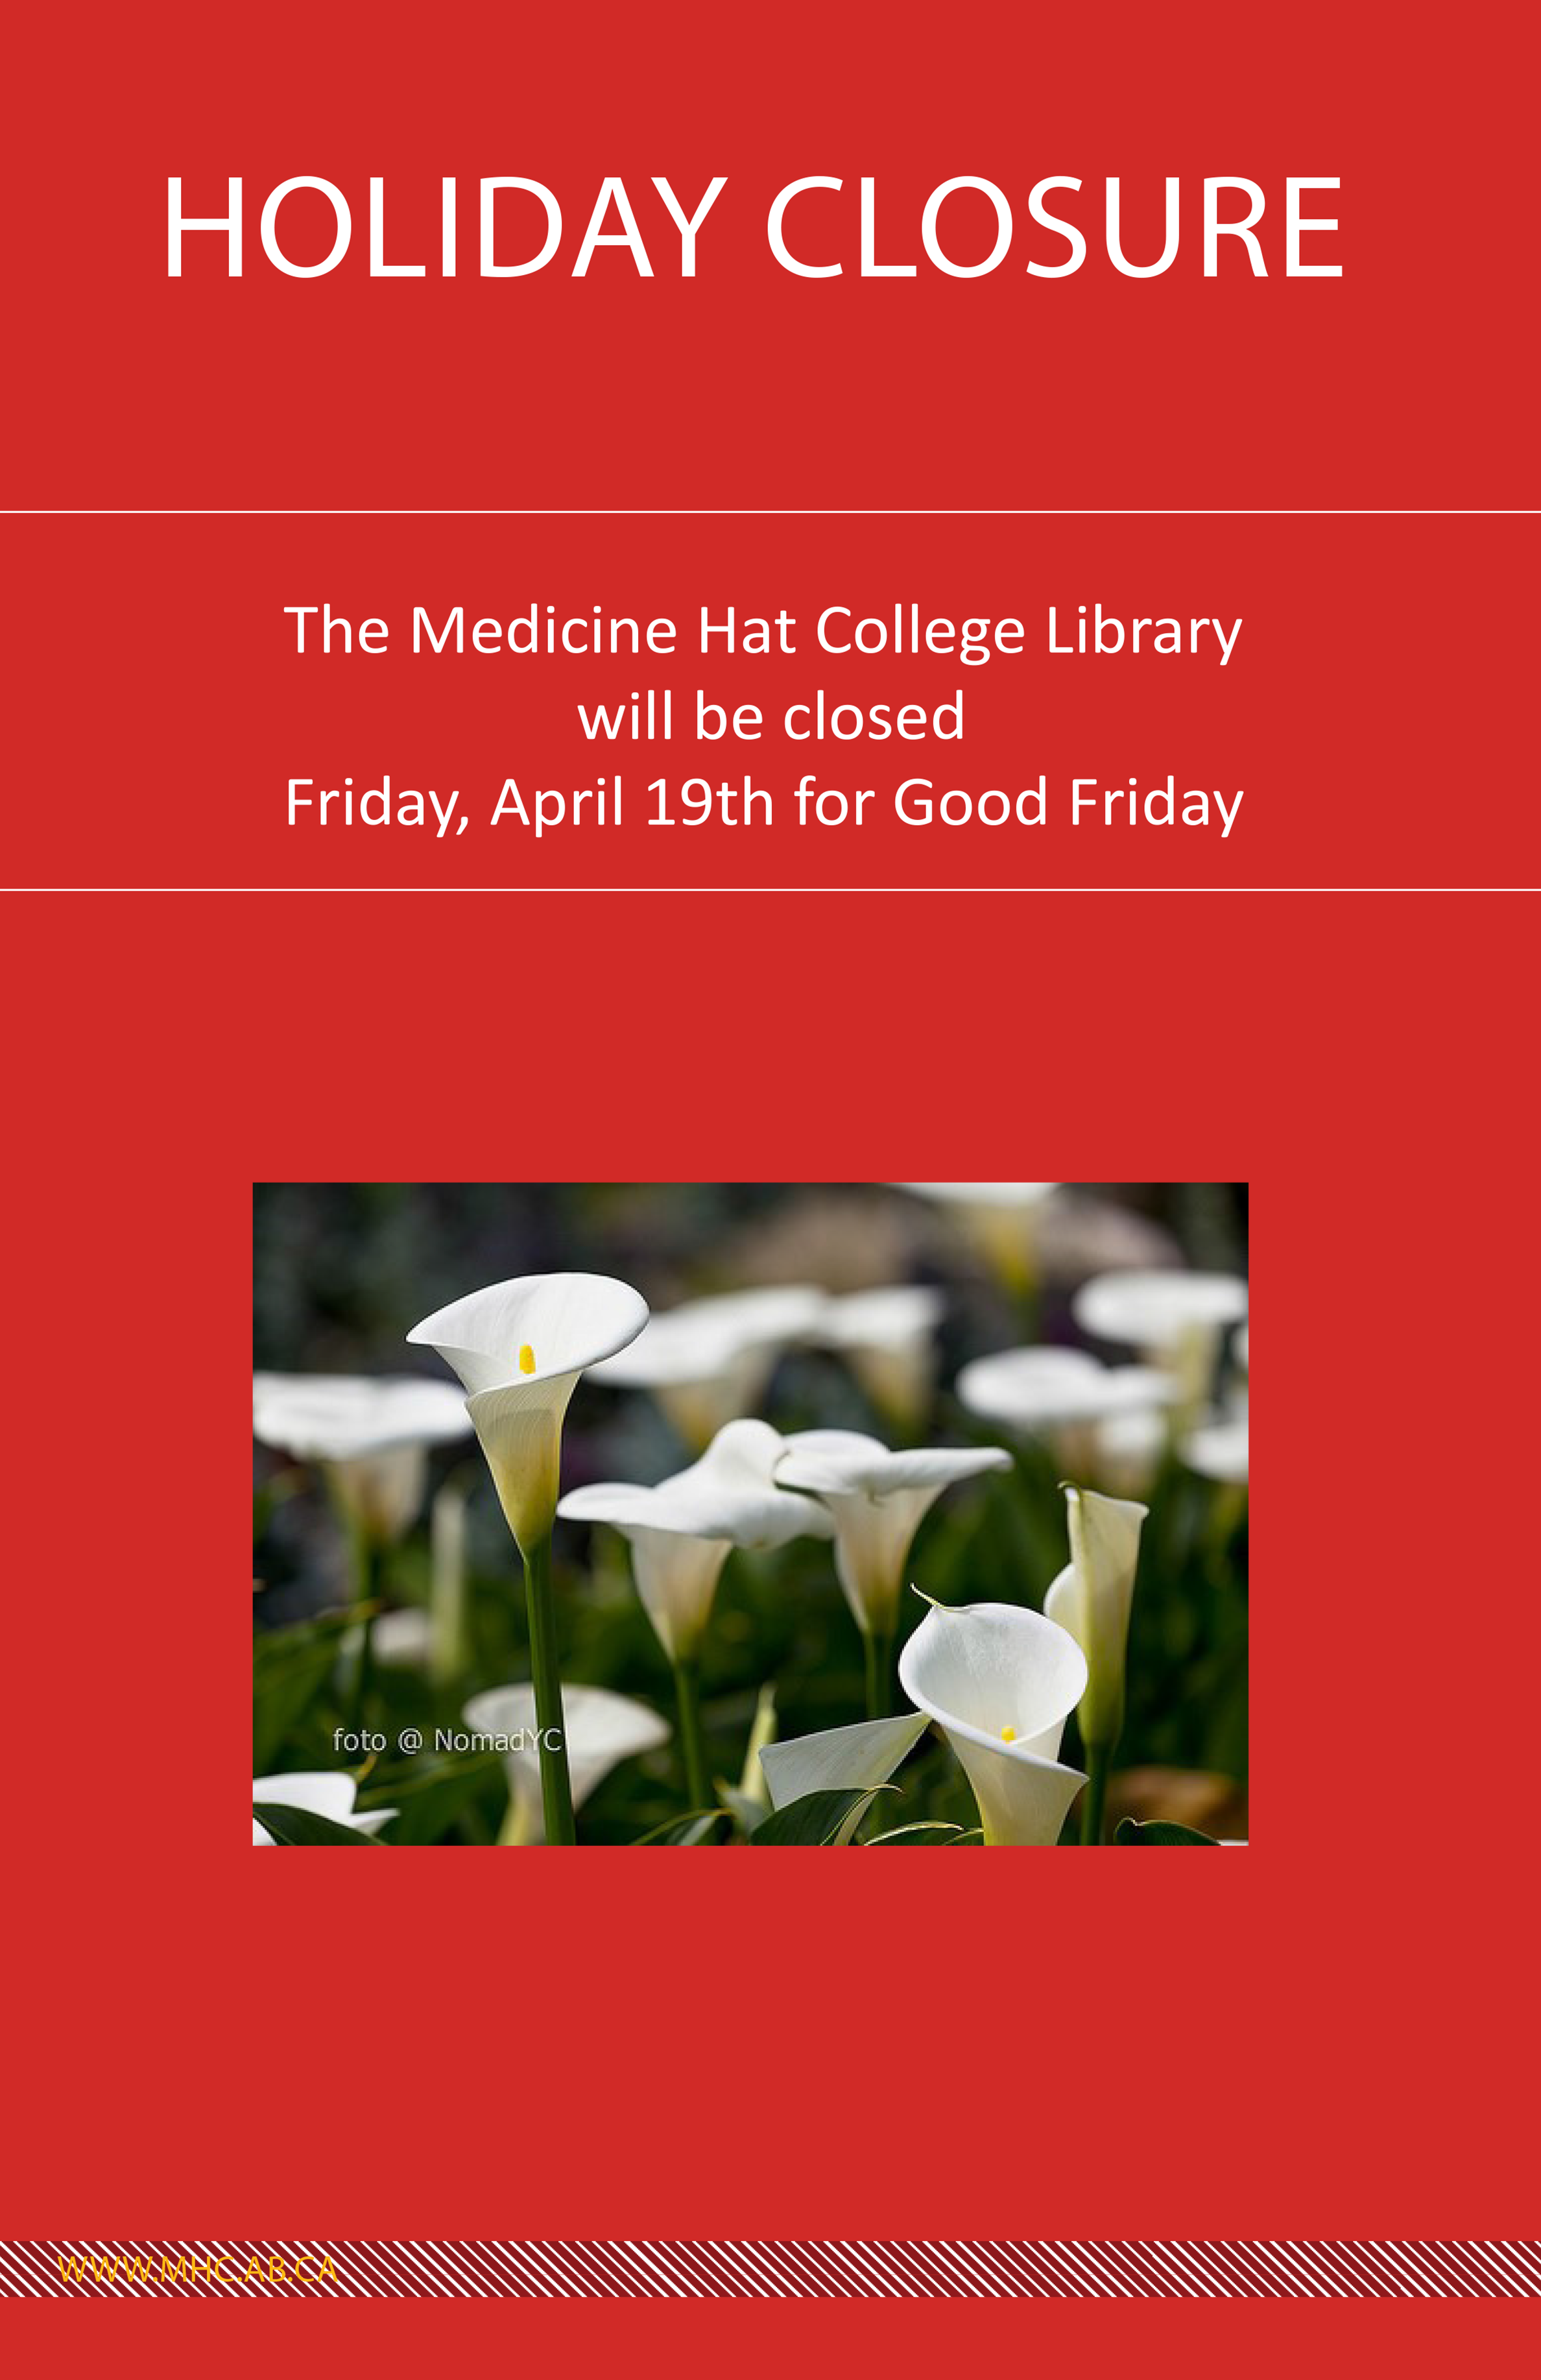 HOLIDAY CLOSURE
The Medicine Hat College Library
will be closed
Friday, April 19th for Good Friday
foto @ NomadYC
WWW.MHC.AB.CA